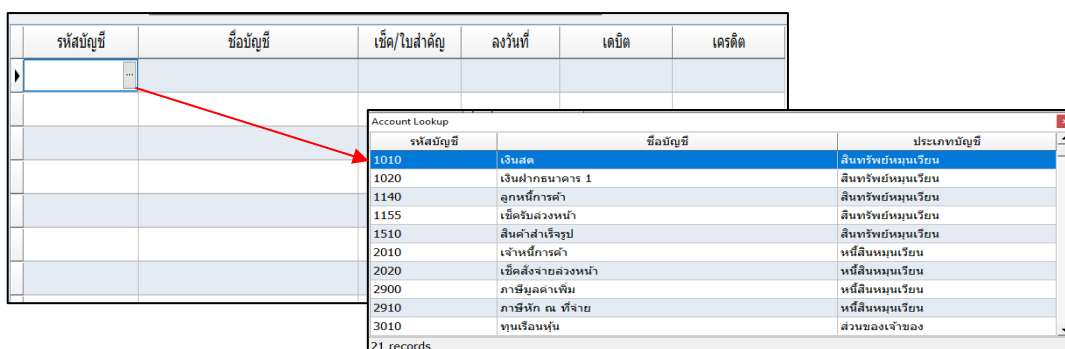 รหัสบัญชี ชื่อบัญชี เช็ค/ใบสำคัญ ลงวันที่ เดบิต เครดิต
...
Account Lookup
รหัสบัญชี ชื่อบัญชี ประเภทบัญชี
1010 เงินสด สินทรัพย์หมุนเวียน
1020 เงินฝากธนาคาร 1 สินทรัพย์หมุนเวียน
1140 ลูกหนี้การค้า สินทรัพย์หมุนเวียน
1155 เช็ครับล่วงหน้า สินทรัพย์หมุนเวียน
1510 สินค้าสำเร็จรูป สินทรัพย์หมุนเวียน
2010 เจ้าหนี้การค้า หนี้สินหมุนเวียน
2020 เช็คสั่งจ่ายล่วงหน้า หนี้สินหมุนเวียน
2900 ภาษีมูลค่าเพิ่ม หนี้สินหมุนเวียน
2910 ภาษีหัก ณ ที่จ่าย หนี้สินหมุนเวียน
3010 ทุนเรือนหุ้น ส่วนของเจ้าของ
21 records